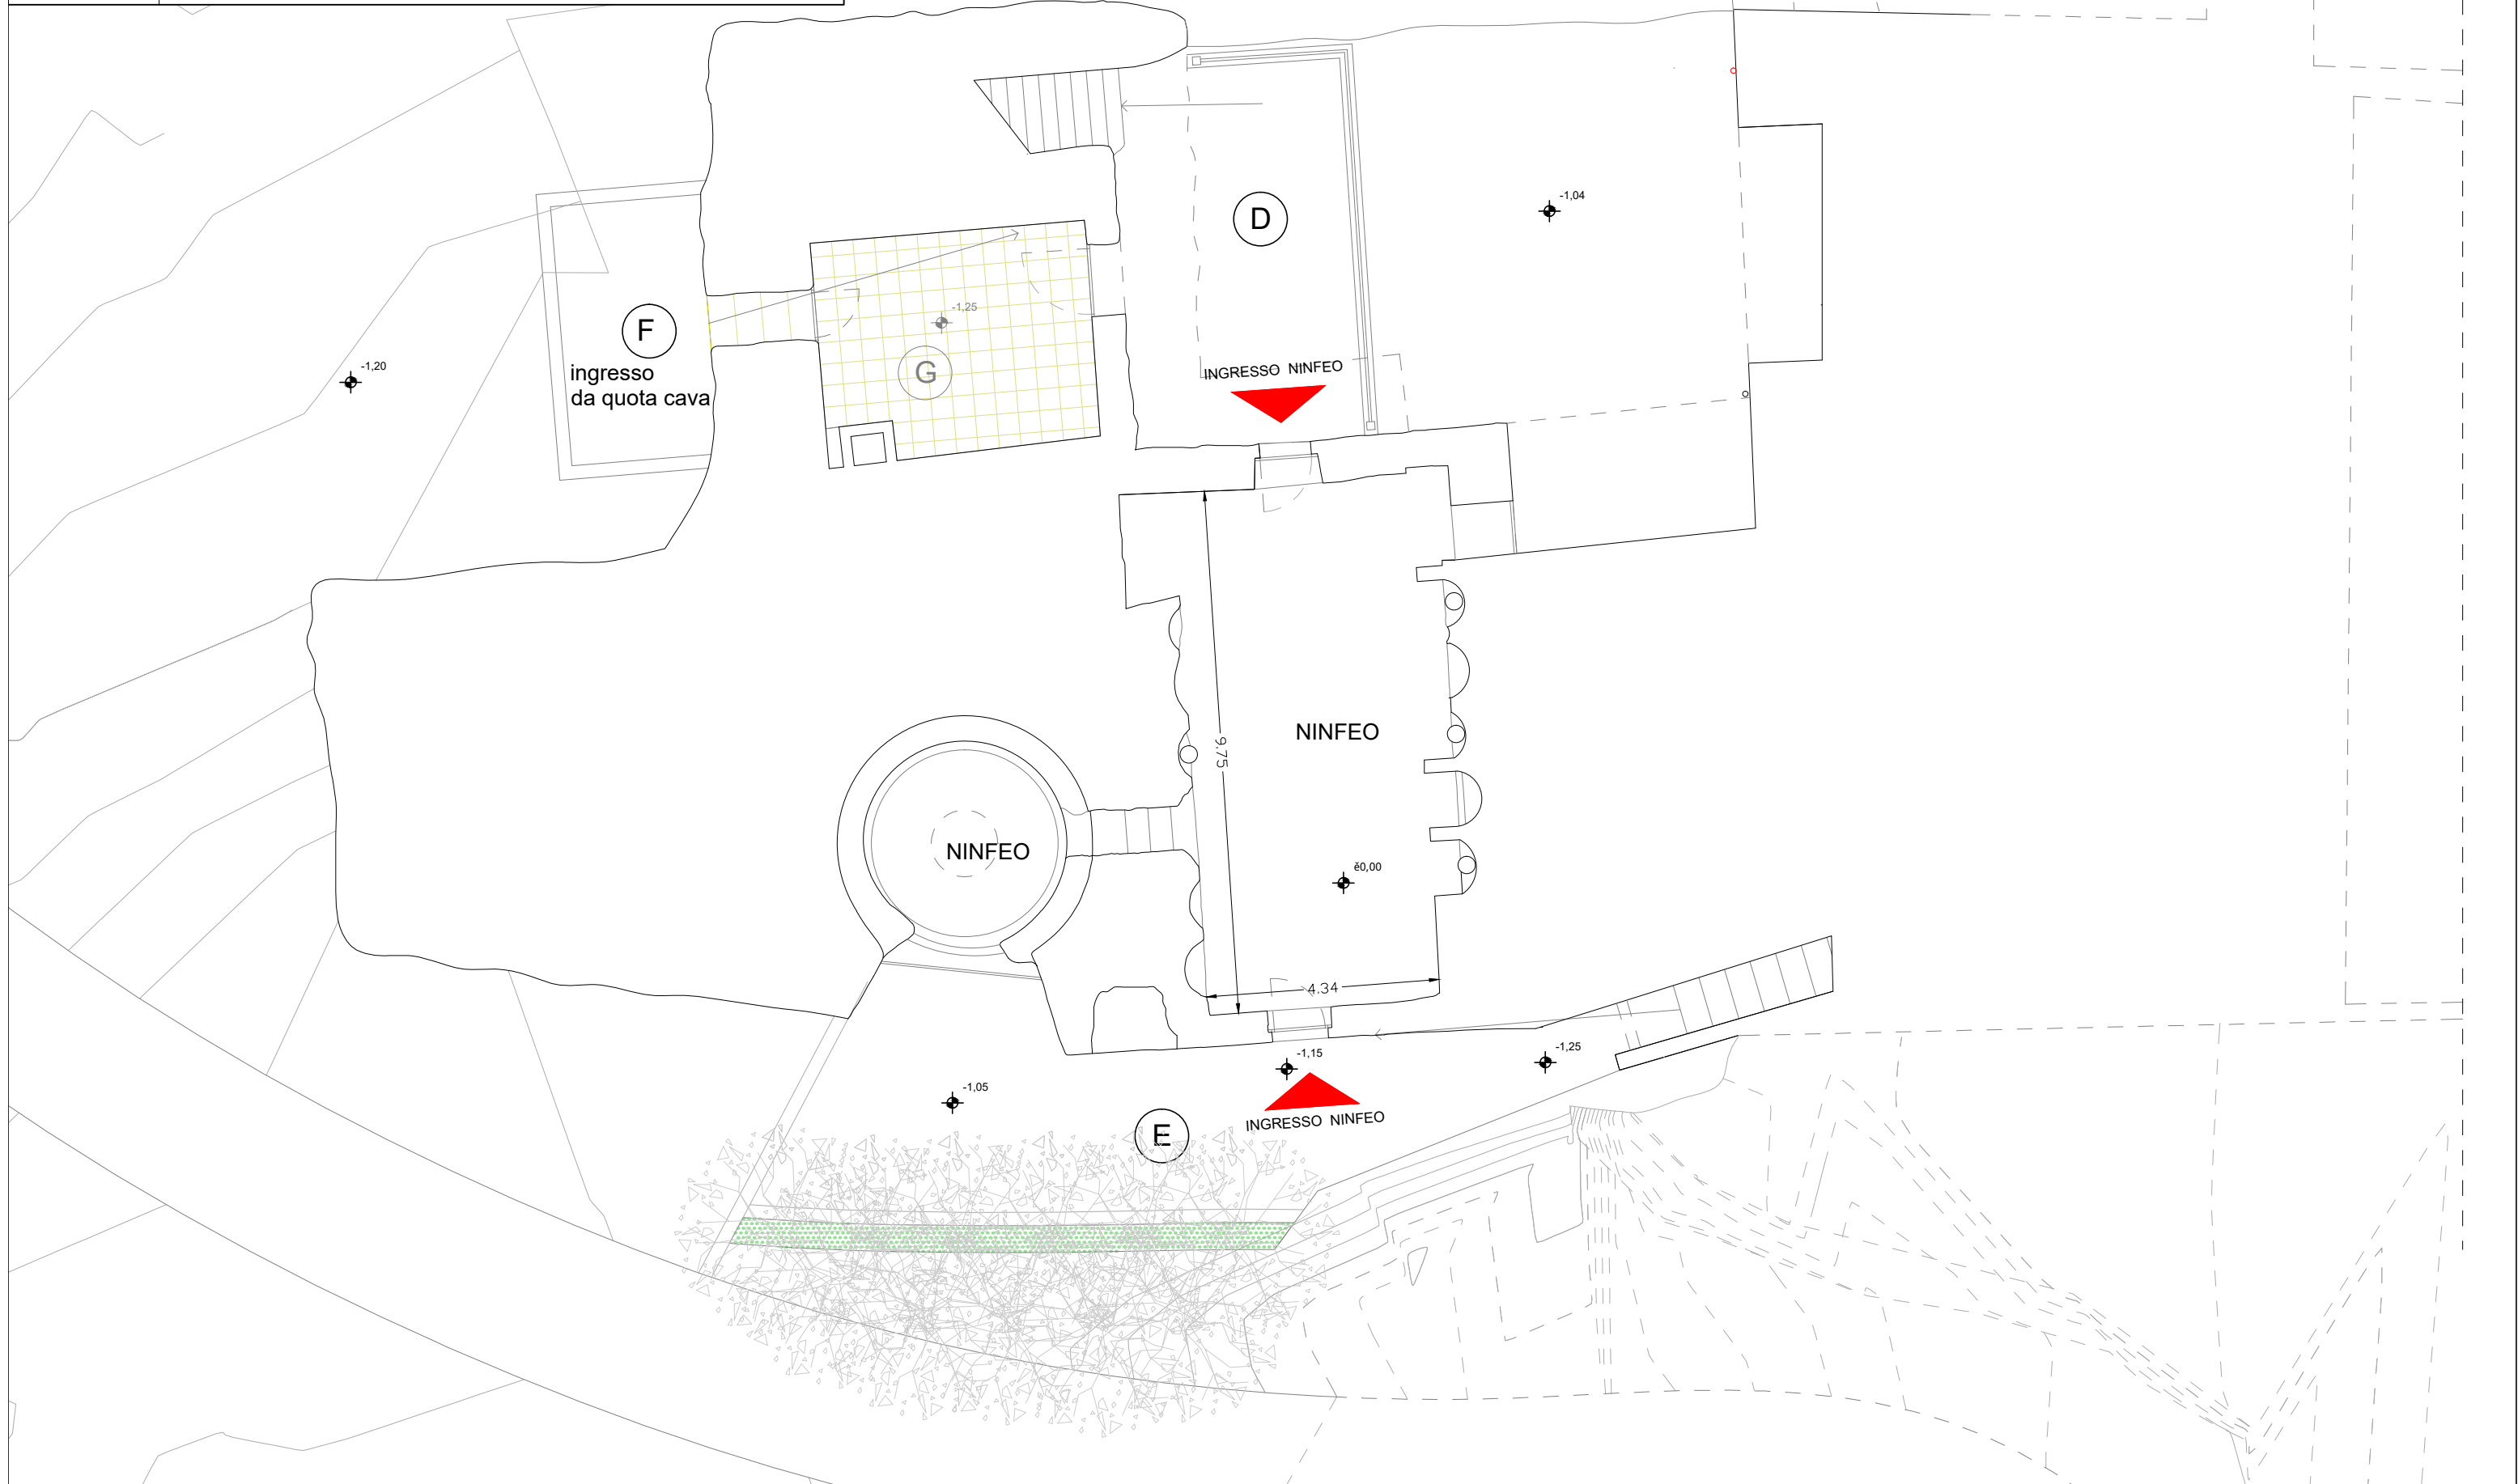 -1,04
D
-1,25
F
G
ingresso
da quota cava
-1,20
INGRESSO NINFEO
NINFEO
9.75
NINFEO
ě0,00
4.34
-1,15
-1,25
-1,05
E
INGRESSO NINFEO